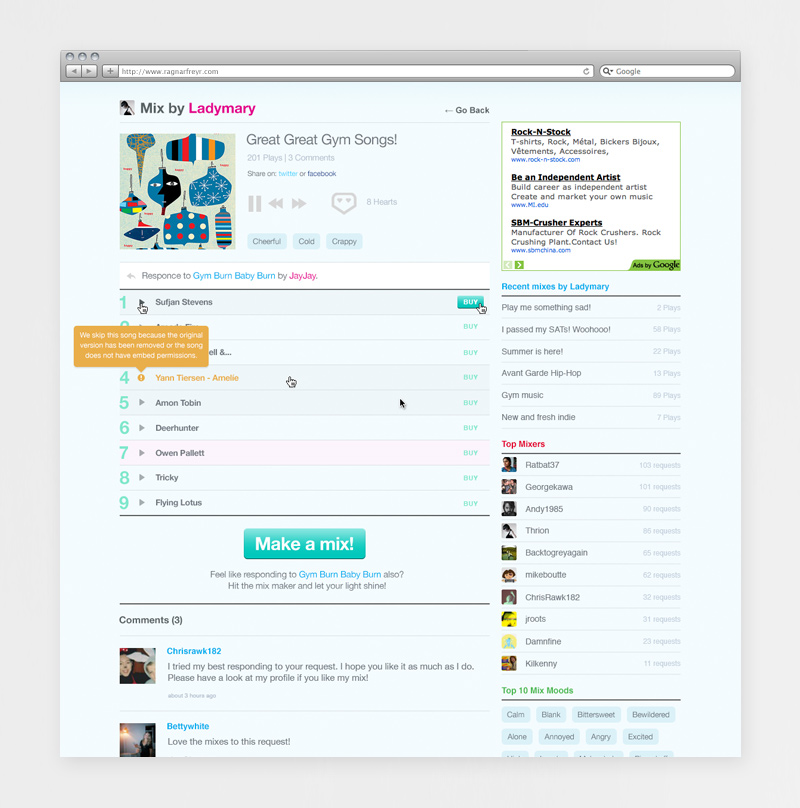 http://www.ragnarfreyr.com
Google
Mix by Ladymary
← Go Back
Great Great Gym Songs!
201 Plays | 3 Comments
Share on: twitter or facebook
8 Hearts
Cheerful
Cold
Crappy
Responce to Gym Burn Baby Burn by JayJay.
1 Sufjan Stevens BUY
BUY
We skip this song because the original
version has been removed or the song
does not have embed permissions.
ell &... BUY
4 Yann Tiersen - Amelie BUY
5 Amon Tobin BUY
6 Deerhunter BUY
7 Owen Pallett BUY
8 Tricky BUY
9 Flying Lotus BUY
Make a mix!
Feel like responding to Gym Burn Baby Burn also?
Hit the mix maker and let your light shine!
Comments (3)
Chrisrawk182
I tried my best responding to your request. I hope you like it as much as I do.
Please have a look at my profile if you like my mix!
about 3 hours ago
Bettywhite
Love the mixes to this request!
Rock-N-Stock
T-shirts, Rock, Métal, Bickers Bijoux,
Vêtements, Accessoires,
www.rock-n-stock.com
Be an Independent Artist
Build career as independent artist
Create and market your own music
www.MI.edu
SBM-Crusher Experts
Manufacturer Of Rock Crushers. Rock
Crushing Plant.Contact Us!
www.sbmchina.com
Ads by Google
Recent mixes by Ladymary
Play me something sad! 2 Plays
I passed my SATs! Woohooo! 58 Plays
Summer is here! 22 Plays
Avant Garde Hip-Hop 13 Plays
Gym music 89 Plays
New and fresh indie 7 Plays
Top Mixers
Ratbat37 103 requests
Georgekawa 101 requests
Andy1985 90 requests
Thrion 86 requests
Backtogreyagain 65 requests
mikeboutte 62 requests
ChrisRawk182 32 requests
jroots 31 requests
Damnfine 23 requests
Kilkenny 11 requests
Top 10 Mix Moods
Calm Blank Bittersweet Bewildered
Alone Annoyed Angry Excited